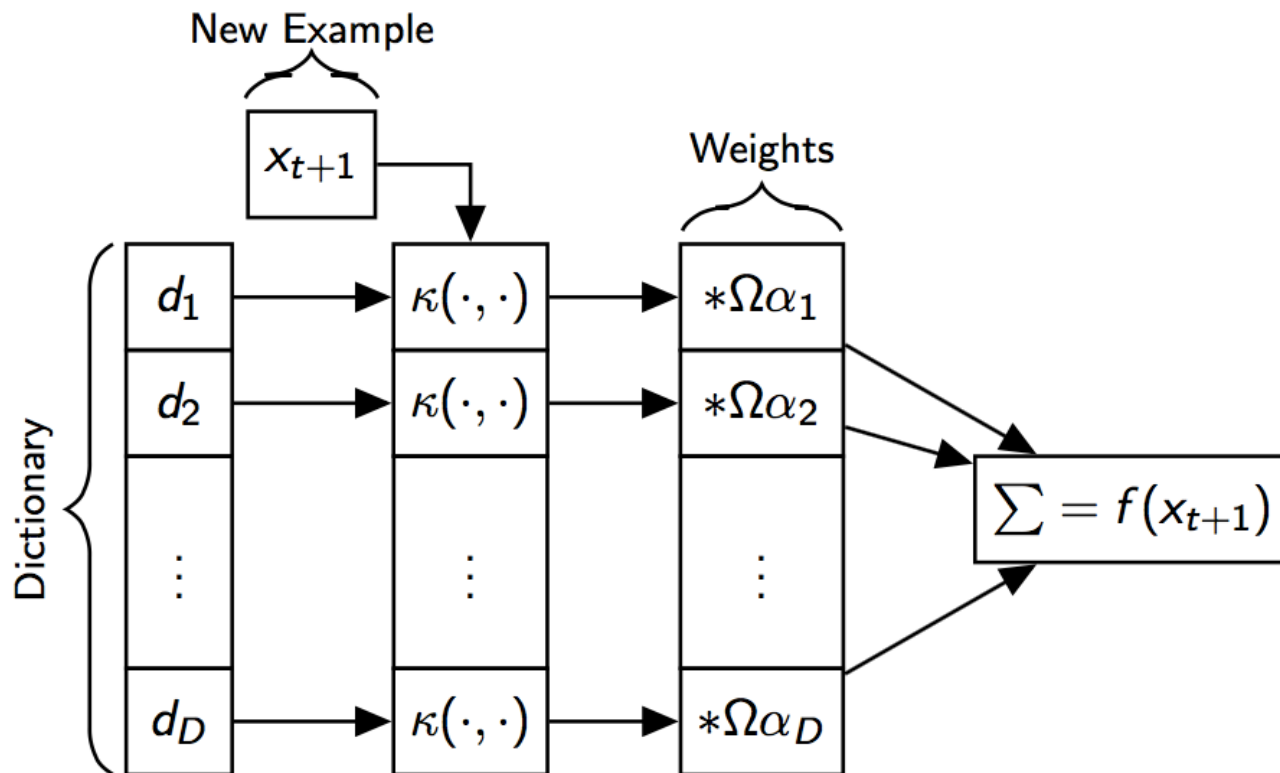 New Example
x_{t+1}
Weights
Dictionary
d_1 κ(·, ·) ∗Ωα_1
d_2 κ(·, ·) ∗Ωα_2
⋮ ⋮ ⋮
d_D κ(·, ·) ∗Ωα_D
∑ = f(x_{t+1})